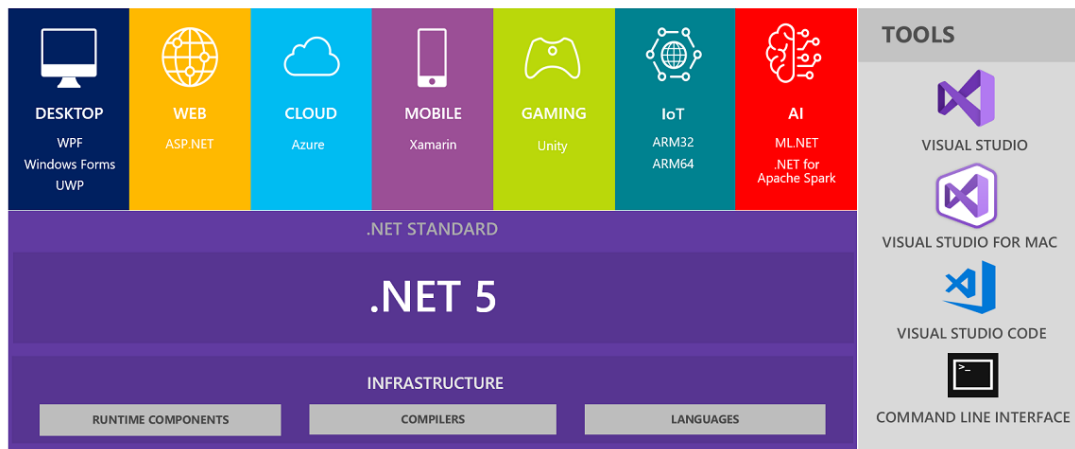 DESKTOP
WPF
Windows Forms
UWP
WEB
ASP.NET
CLOUD
Azure
MOBILE
Xamarin
GAMING
Unity
IoT
ARM32
ARM64
AI
ML.NET
.NET for
Apache Spark
.NET STANDARD
.NET 5
INFRASTRUCTURE
RUNTIME COMPONENTS
COMPILERS
LANGUAGES
TOOLS
VISUAL STUDIO
VISUAL STUDIO FOR MAC
VISUAL STUDIO CODE
>_
COMMAND LINE INTERFACE